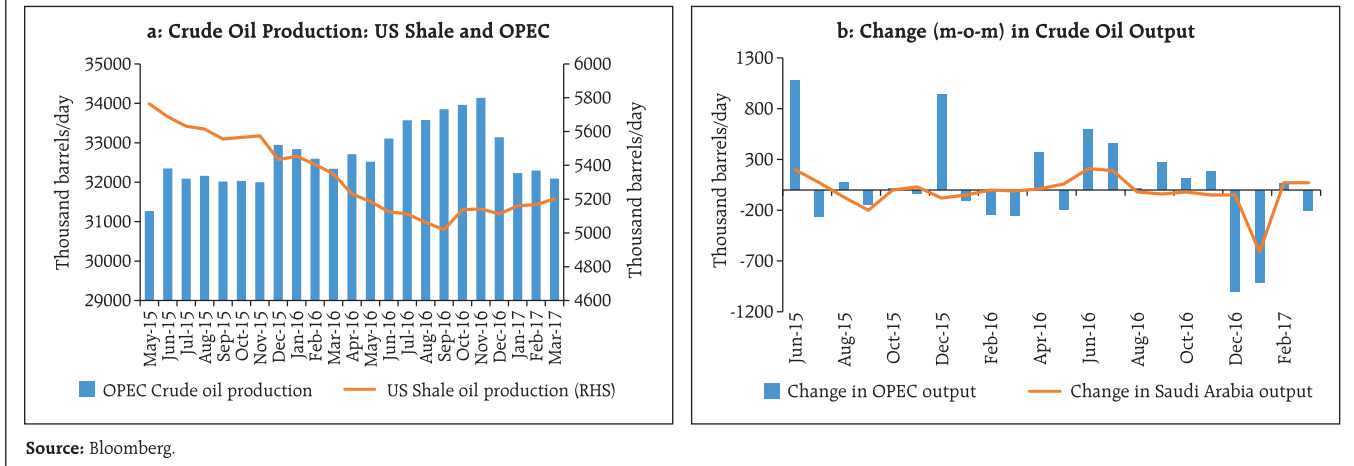 a: Crude Oil Production: US Shale and OPEC
Thousand barrels/day
35000
34000
33000
32000
31000
30000
29000
6000
5800
5600
5400
5200
5000
4800
4600
Thousand barrels/day
May-15
Jun-15
Jul-15
Aug-15
Sep-15
Oct-15
Nov-15
Dec-15
Jan-16
Feb-16
Mar-16
Apr-16
May-16
Jun-16
Jul-16
Aug-16
Sep-16
Oct-16
Nov-16
Dec-16
Jan-17
Feb-17
Mar-17
OPEC Crude oil production
US Shale oil production (RHS)
b: Change (m-o-m) in Crude Oil Output
Thousand barrels/day
1300
800
300
-200
-700
-1200
Jun-15
Aug-15
Oct-15
Dec-15
Feb-16
Apr-16
Jun-16
Aug-16
Oct-16
Dec-16
Feb-17
Change in OPEC output
Change in Saudi Arabia output
Source: Bloomberg.